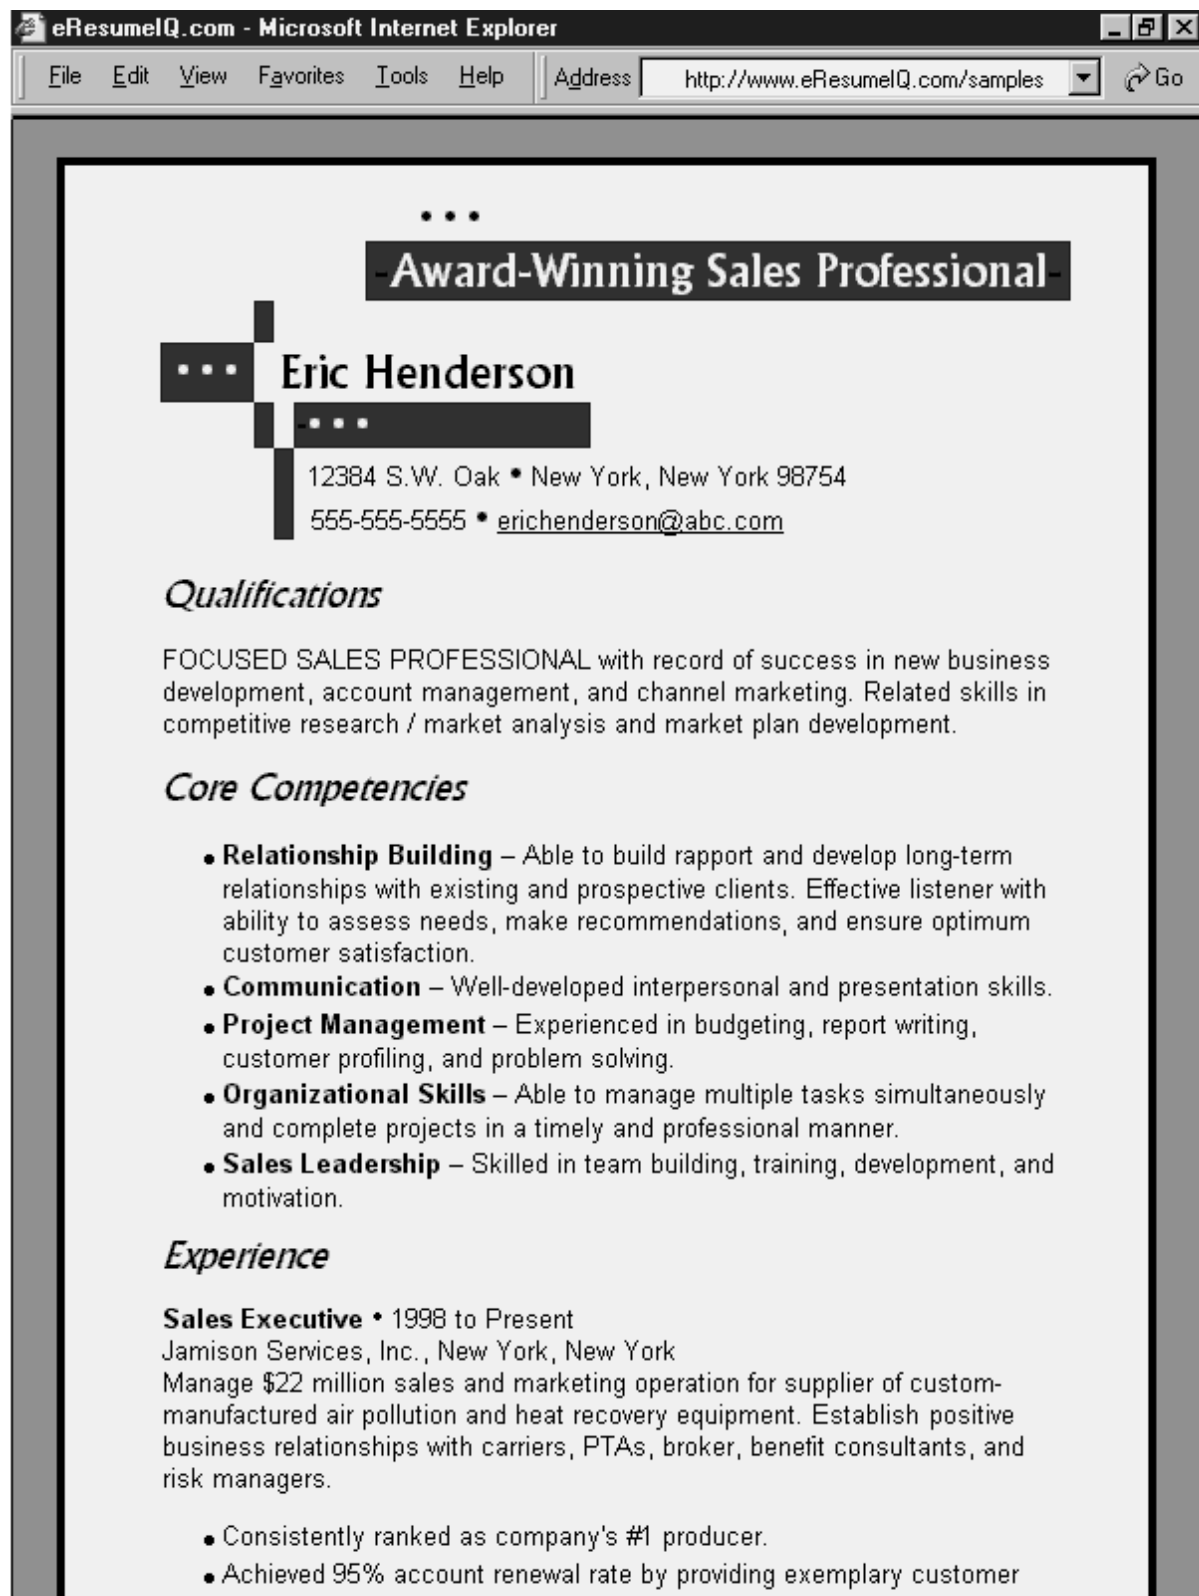 eResumeIQ.com - Microsoft Internet Explorer
File Edit View Favorites Tools Help Address http://www.eResumeIQ.com/samples Go
-Award-Winning Sales Professional-
Eric Henderson
12384 S.W. Oak • New York, New York 98754
555-555-5555 • erichenderson@abc.com
Qualifications
FOCUSED SALES PROFESSIONAL with record of success in new business
development, account management, and channel marketing. Related skills in
competitive research / market analysis and market plan development.
Core Competencies
• Relationship Building – Able to build rapport and develop long-term
relationships with existing and prospective clients. Effective listener with
ability to assess needs, make recommendations, and ensure optimum
customer satisfaction.
• Communication – Well-developed interpersonal and presentation skills.
• Project Management – Experienced in budgeting, report writing,
customer profiling, and problem solving.
• Organizational Skills – Able to manage multiple tasks simultaneously
and complete projects in a timely and professional manner.
• Sales Leadership – Skilled in team building, training, development, and
motivation.
Experience
Sales Executive • 1998 to Present
Jamison Services, Inc., New York, New York
Manage $22 million sales and marketing operation for supplier of custom-
manufactured air pollution and heat recovery equipment. Establish positive
business relationships with carriers, PTAs, broker, benefit consultants, and
risk managers.
• Consistently ranked as company's #1 producer.
• Achieved 95% account renewal rate by providing exemplary customer